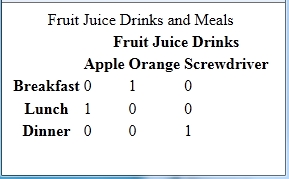 Fruit Juice Drinks and Meals
Fruit Juice Drinks
Apple Orange Screwdriver
Breakfast 0 1 0
Lunch 1 0 0
Dinner 0 0 1